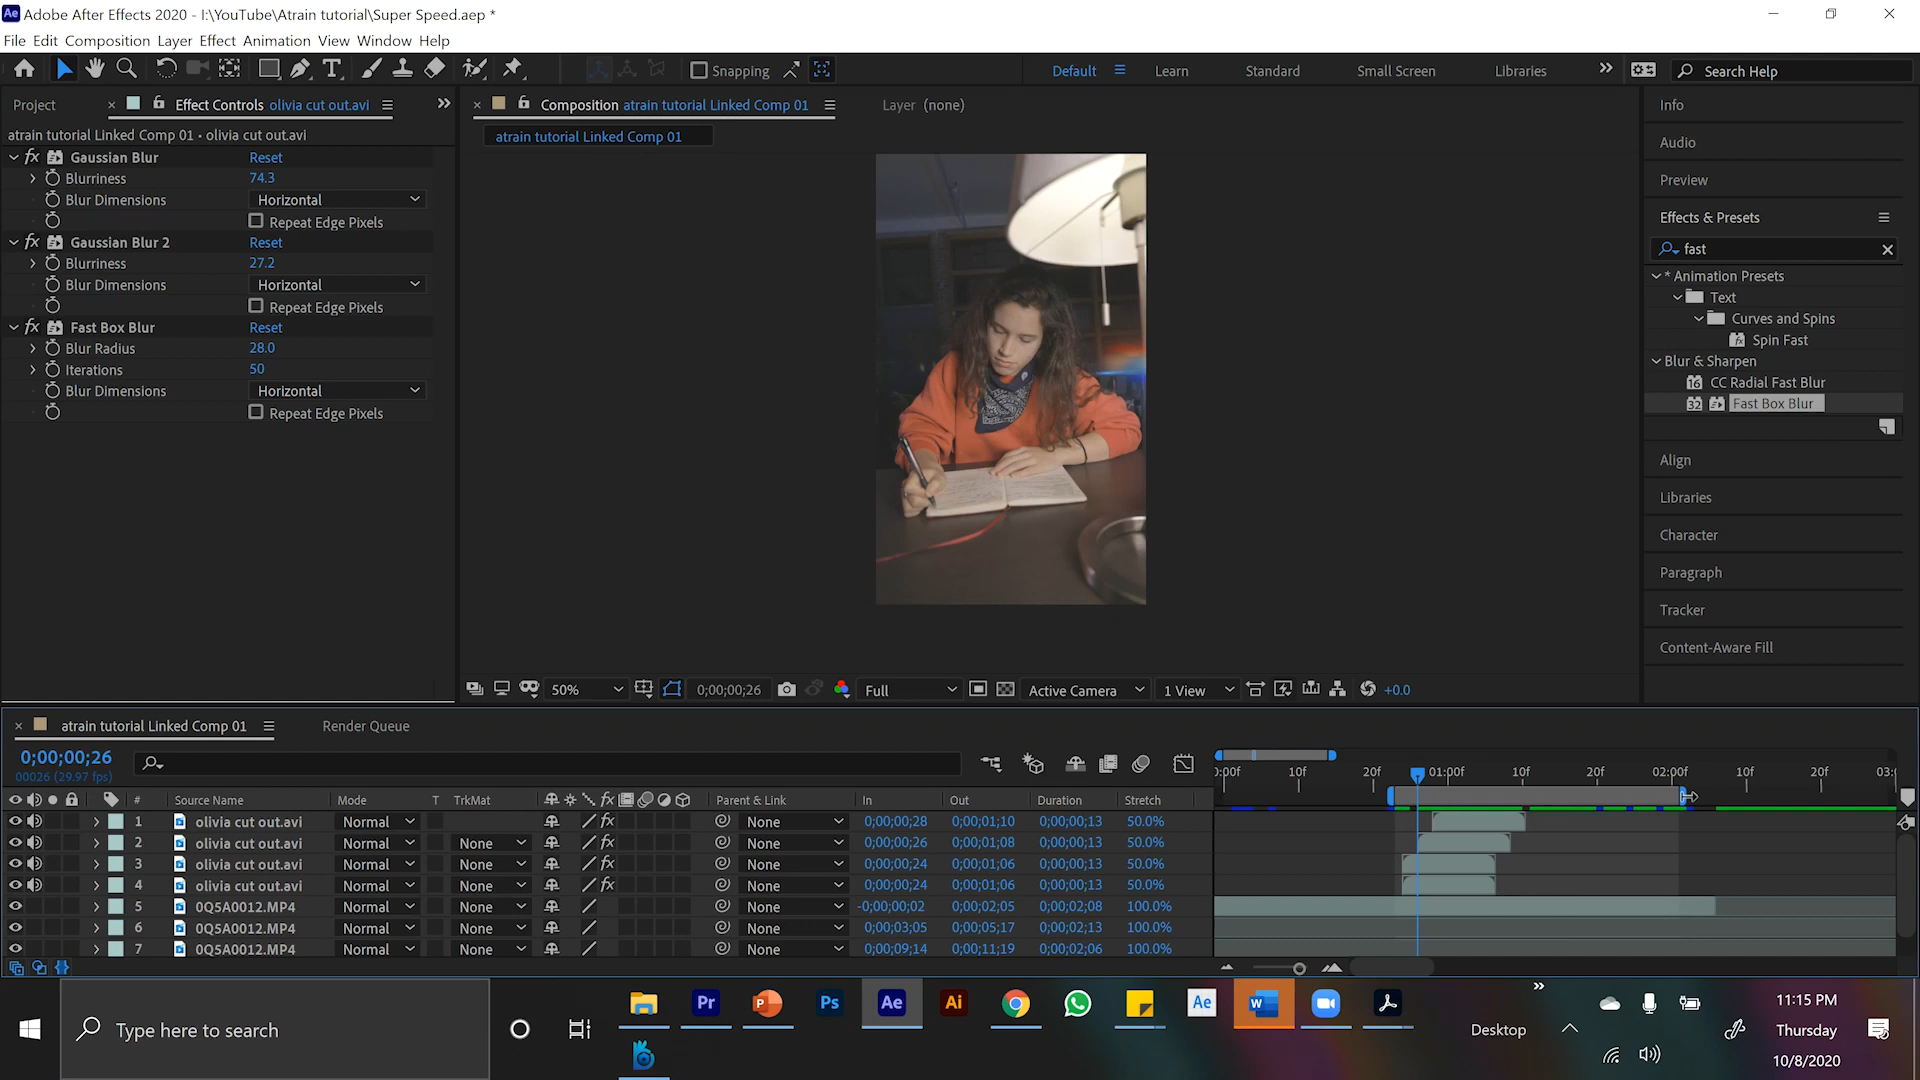 Adobe After Effects 2020 - I:\YouTube\Atrain tutorial\Super Speed.aep *
File Edit Composition Layer Effect Animation View Window Help
Snapping
Default
Learn
Standard
Small Screen
Libraries
Search Help
Project
Effect Controls olivia cut out.avi
atrain tutorial Linked Comp 01 • olivia cut out.avi
Gaussian Blur Reset
Blurriness 74.3
Blur Dimensions Horizontal
Repeat Edge Pixels
Gaussian Blur 2 Reset
Blurriness 27.2
Blur Dimensions Horizontal
Repeat Edge Pixels
Fast Box Blur Reset
Blur Radius 28.0
Iterations 50
Blur Dimensions Horizontal
Repeat Edge Pixels
Composition atrain tutorial Linked Comp 01
Layer (none)
atrain tutorial Linked Comp 01
50%
0;00;00;26
Full
Active Camera
1 View
+0.0
Info
Audio
Preview
Effects & Presets
fast
* Animation Presets
Text
Curves and Spins
Spin Fast
Blur & Sharpen
CC Radial Fast Blur
Fast Box Blur
Align
Libraries
Character
Paragraph
Tracker
Content-Aware Fill
atrain tutorial Linked Comp 01
Render Queue
0;00;00;26
00026 (29.97 fps)
# Source Name Mode T TrkMat Parent & Link In Out Duration Stretch
1 olivia cut out.avi Normal None 0;00;00;28 0;00;01;10 0;00;00;13 50.0%
2 olivia cut out.avi Normal None None 0;00;00;26 0;00;01;08 0;00;00;13 50.0%
3 olivia cut out.avi Normal None None 0;00;00;24 0;00;01;06 0;00;00;13 50.0%
4 olivia cut out.avi Normal None None 0;00;00;24 0;00;01;06 0;00;00;13 50.0%
5 0Q5A0012.MP4 Normal None None -0;00;00;02 0;00;02;05 0;00;02;08 100.0%
6 0Q5A0012.MP4 Normal None None 0;00;03;05 0;00;05;17 0;00;02;13 100.0%
7 0Q5A0012.MP4 Normal None None 0;00;09;14 0;00;11;19 0;00;02;06 100.0%
0:00f 10f 20f 01:00f 10f 20f 02:00f 10f 20f 03:0
Type here to search
Desktop
11:15 PM
Thursday
10/8/2020